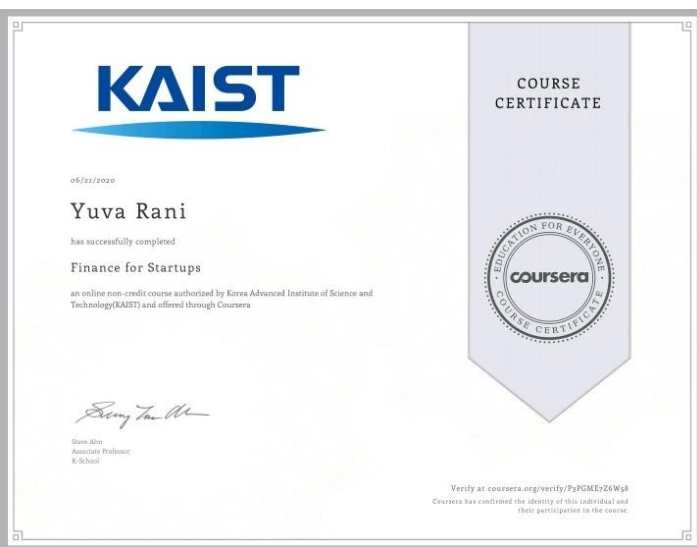 KAIST
06/22/2020
Yuva Rani
has successfully completed
Finance for Startups
an online non-credit course authorized by Korea Advanced Institute of Science and
Technology(KAIST) and offered through Coursera
Steve Ahn
Associate Professor
K-School
COURSE
CERTIFICATE
EDUCATION FOR EVERYONE
coursera
COURSE CERTIFICATE
Verify at coursera.org/verify/P3PGME7Z6W58
Coursera has confirmed the identity of this individual and
their participation in the course.